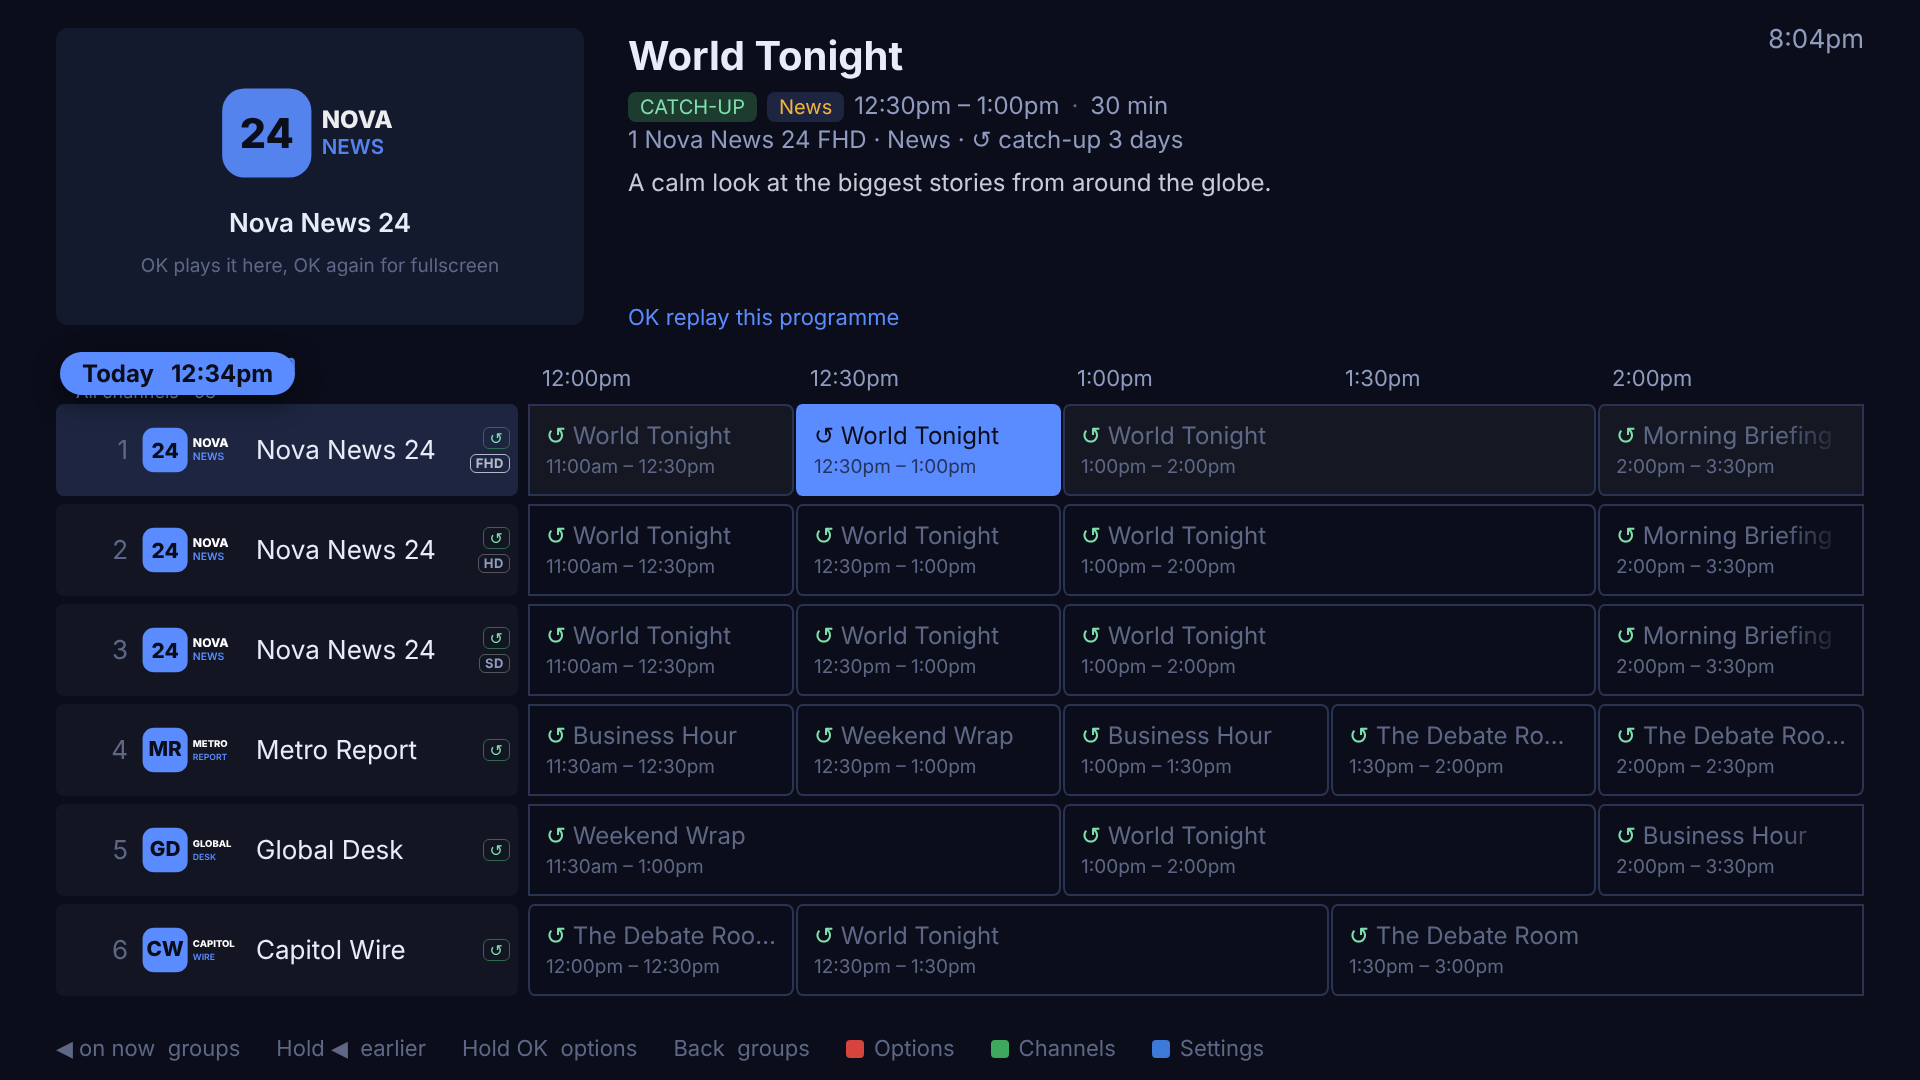 24 NOVA NEWS
Nova News 24
OK plays it here, OK again for fullscreen
World Tonight
8:04pm
CATCH-UP News 12:30pm – 1:00pm · 30 min
1 Nova News 24 FHD · News · ↺ catch-up 3 days
A calm look at the biggest stories from around the globe.
OK replay this programme
Today 12:34pm
12:00pm 12:30pm 1:00pm 1:30pm 2:00pm
1 24 NOVA NEWS Nova News 24 ↺ FHD
↺ World Tonight ↺ World Tonight ↺ World Tonight ↺ Morning Briefing
11:00am – 12:30pm 12:30pm – 1:00pm 1:00pm – 2:00pm 2:00pm – 3:30pm
2 24 NOVA NEWS Nova News 24 ↺ HD
↺ World Tonight ↺ World Tonight ↺ World Tonight ↺ Morning Briefing
11:00am – 12:30pm 12:30pm – 1:00pm 1:00pm – 2:00pm 2:00pm – 3:30pm
3 24 NOVA NEWS Nova News 24 ↺ SD
↺ World Tonight ↺ World Tonight ↺ World Tonight ↺ Morning Briefing
11:00am – 12:30pm 12:30pm – 1:00pm 1:00pm – 2:00pm 2:00pm – 3:30pm
4 MR METRO REPORT Metro Report ↺
↺ Business Hour ↺ Weekend Wrap ↺ Business Hour ↺ The Debate Ro... ↺ The Debate Roo...
11:30am – 12:30pm 12:30pm – 1:00pm 1:00pm – 1:30pm 1:30pm – 2:00pm 2:00pm – 2:30pm
5 GD GLOBAL DESK Global Desk ↺
↺ Weekend Wrap ↺ World Tonight ↺ Business Hour
11:30am – 1:00pm 1:00pm – 2:00pm 2:00pm – 3:30pm
6 CW CAPITOL WIRE Capitol Wire ↺
↺ The Debate Roo... ↺ World Tonight ↺ The Debate Room
12:00pm – 12:30pm 12:30pm – 1:30pm 1:30pm – 3:00pm
◀ on now groups Hold ◀ earlier Hold OK options Back groups Options Channels Settings